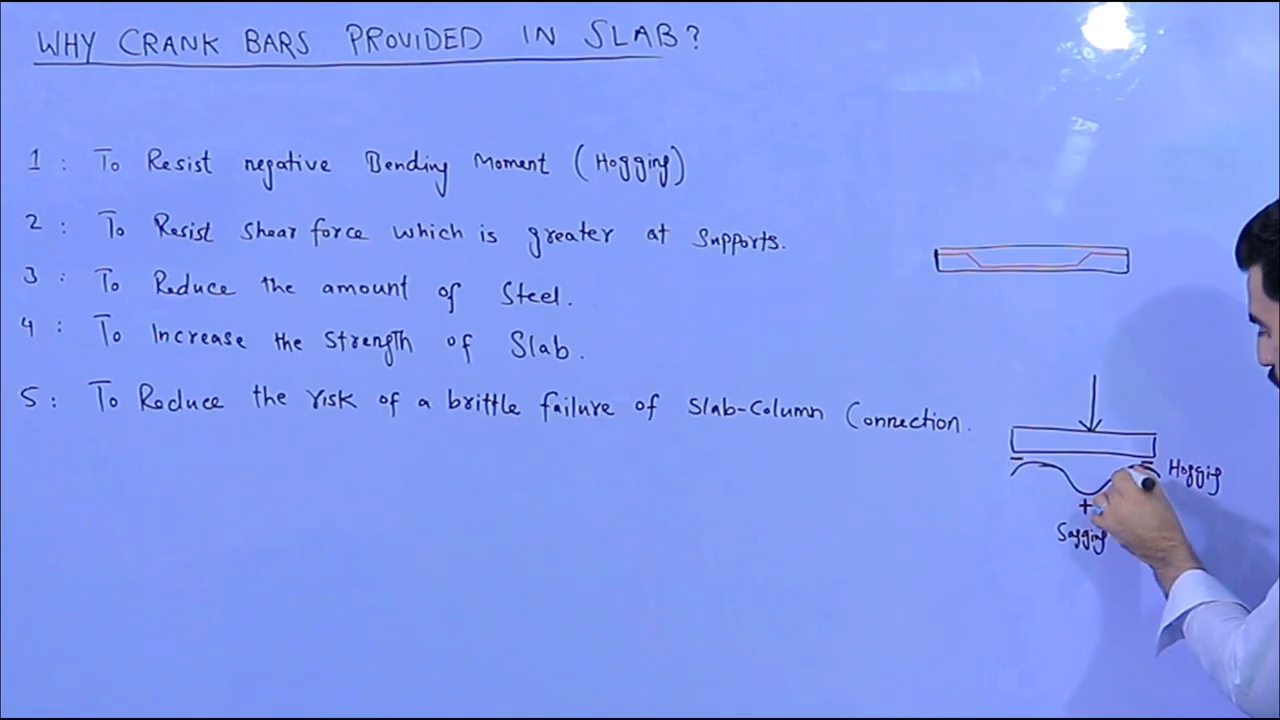 WHY CRANK BARS PROVIDED IN SLAB?
1 : To Resist negative Bending Moment (Hogging)
2 : To Resist Shear force which is greater at Supports.
3 : To Reduce the amount of Steel.
4 : To Increase the Strength of Slab.
5 : To Reduce the risk of a brittle failure of Slab-Column Connection.
- -
Hogging
+
Sagging